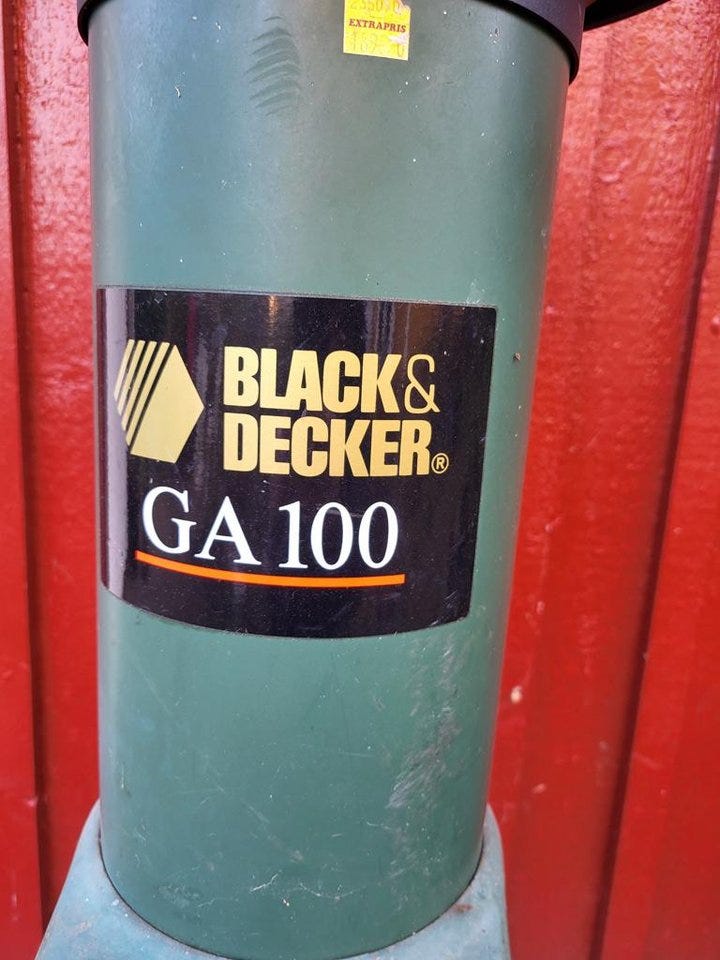 EXTRAPRIS
BLACK&
DECKER®
GA 100